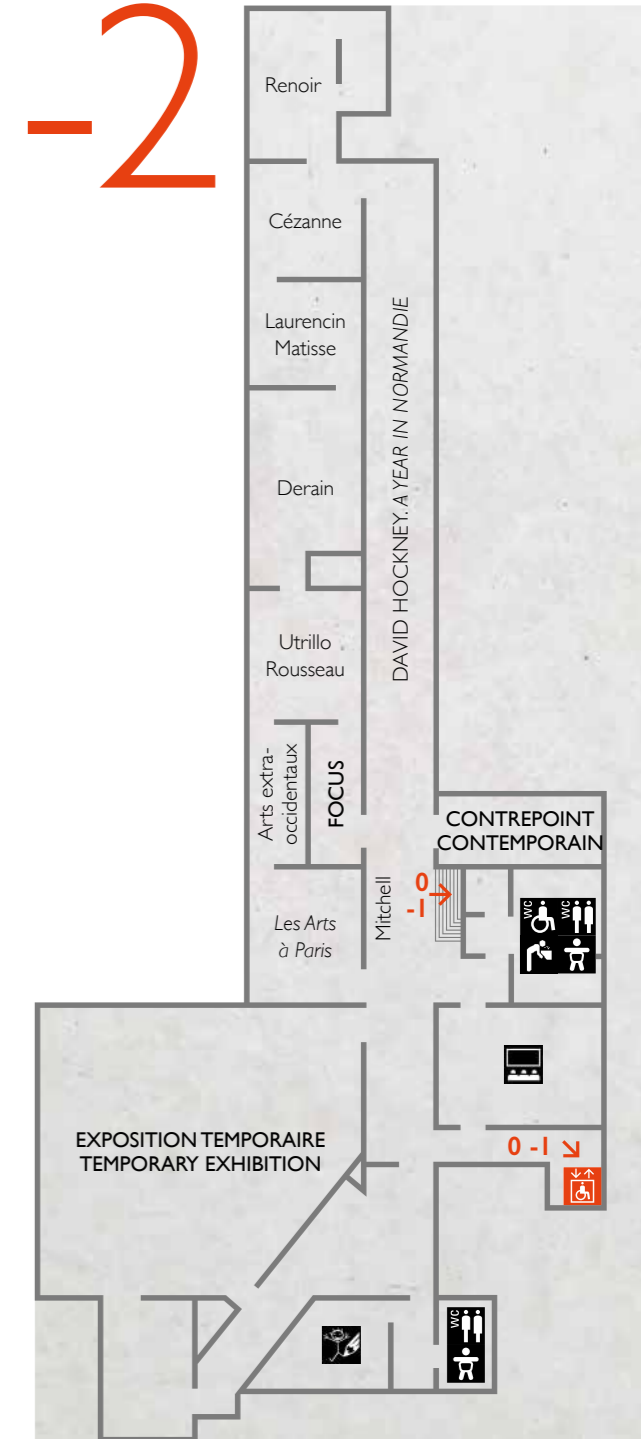 -2
Renoir
Cézanne
Laurencin
Matisse
DAVID HOCKNEY. A YEAR IN NORMANDIE
Derain
Utrillo
Rousseau
Arts extra-
occidentaux
FOCUS
CONTREPOINT
CONTEMPORAIN
Mitchell
0
-1
Les Arts
à Paris
WC
WC
EXPOSITION TEMPORAIRE
TEMPORARY EXHIBITION
0 -1
WC